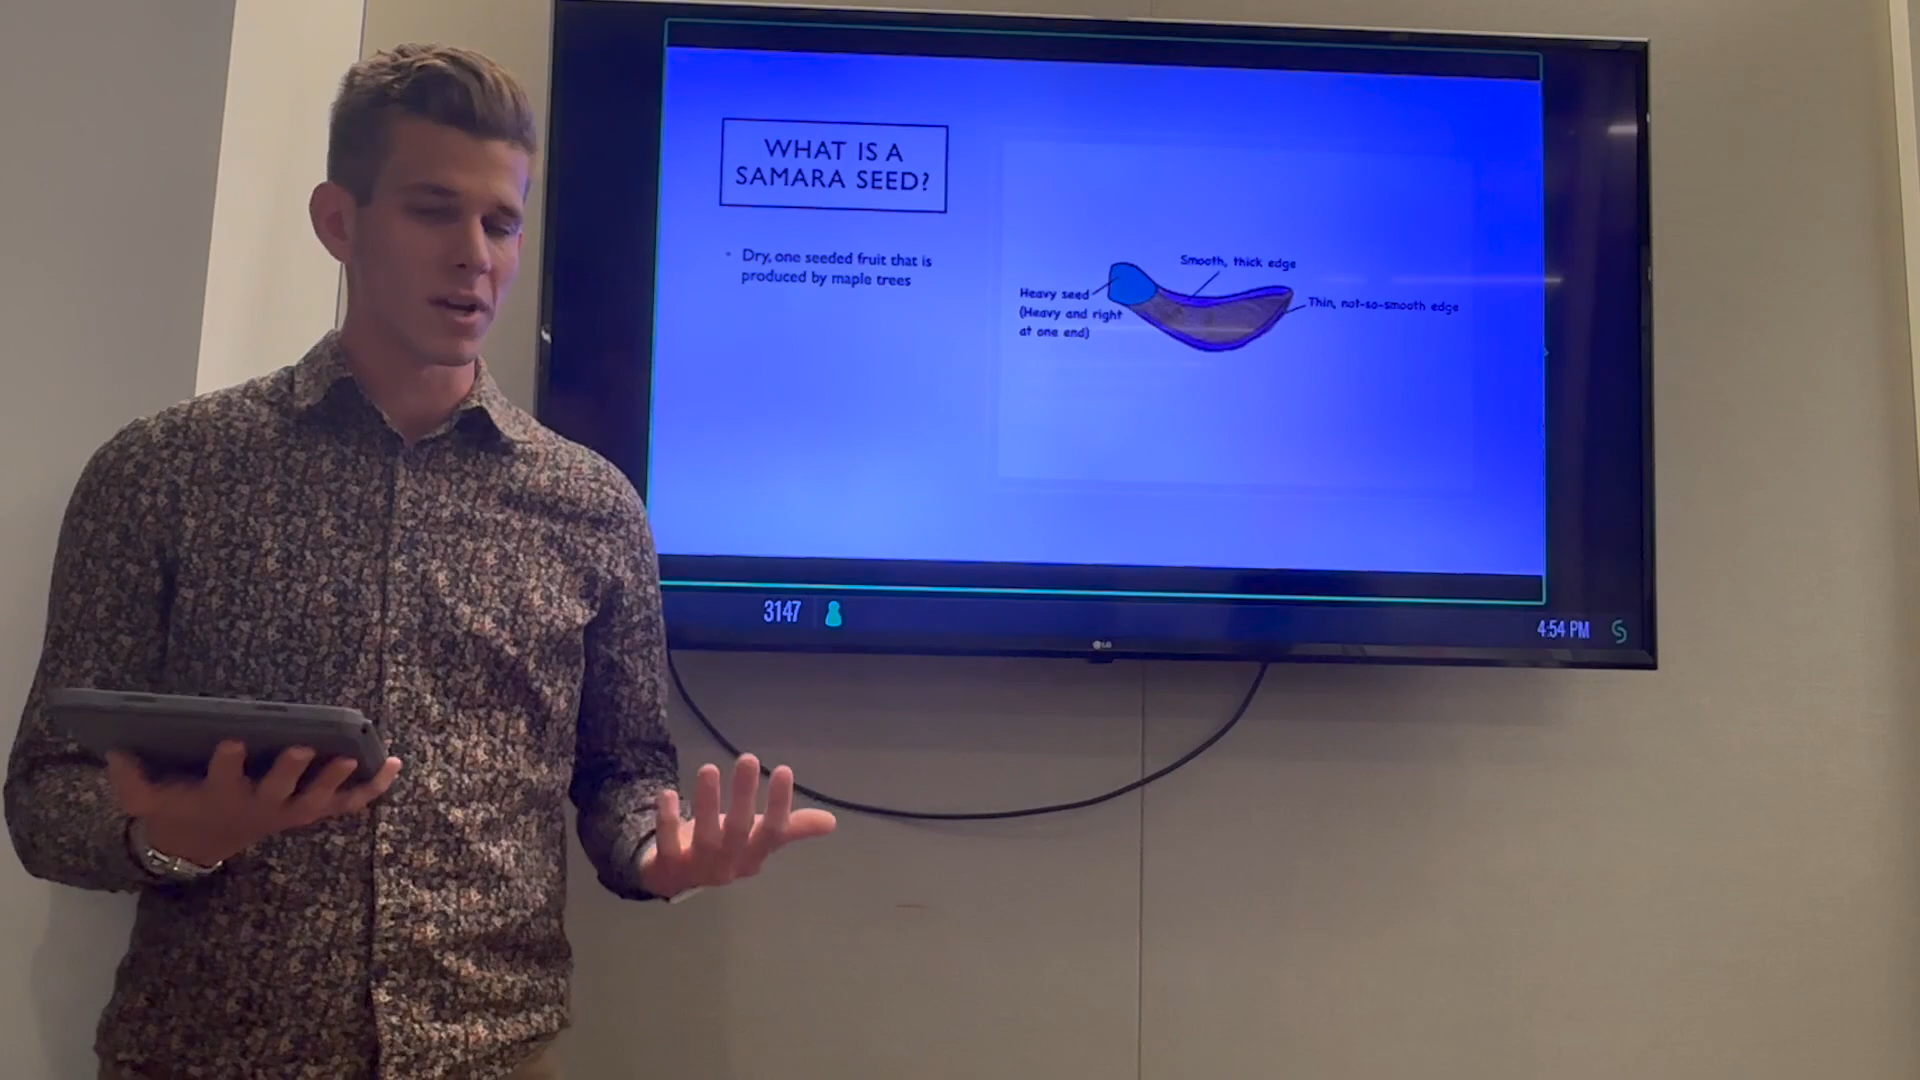 WHAT IS A
SAMARA SEED?
• Dry, one seeded fruit that is
produced by maple trees
Smooth, thick edge
Heavy seed
(Heavy and right
at one end)
Thin, not-so-smooth edge
3147
4:54 PM
LG